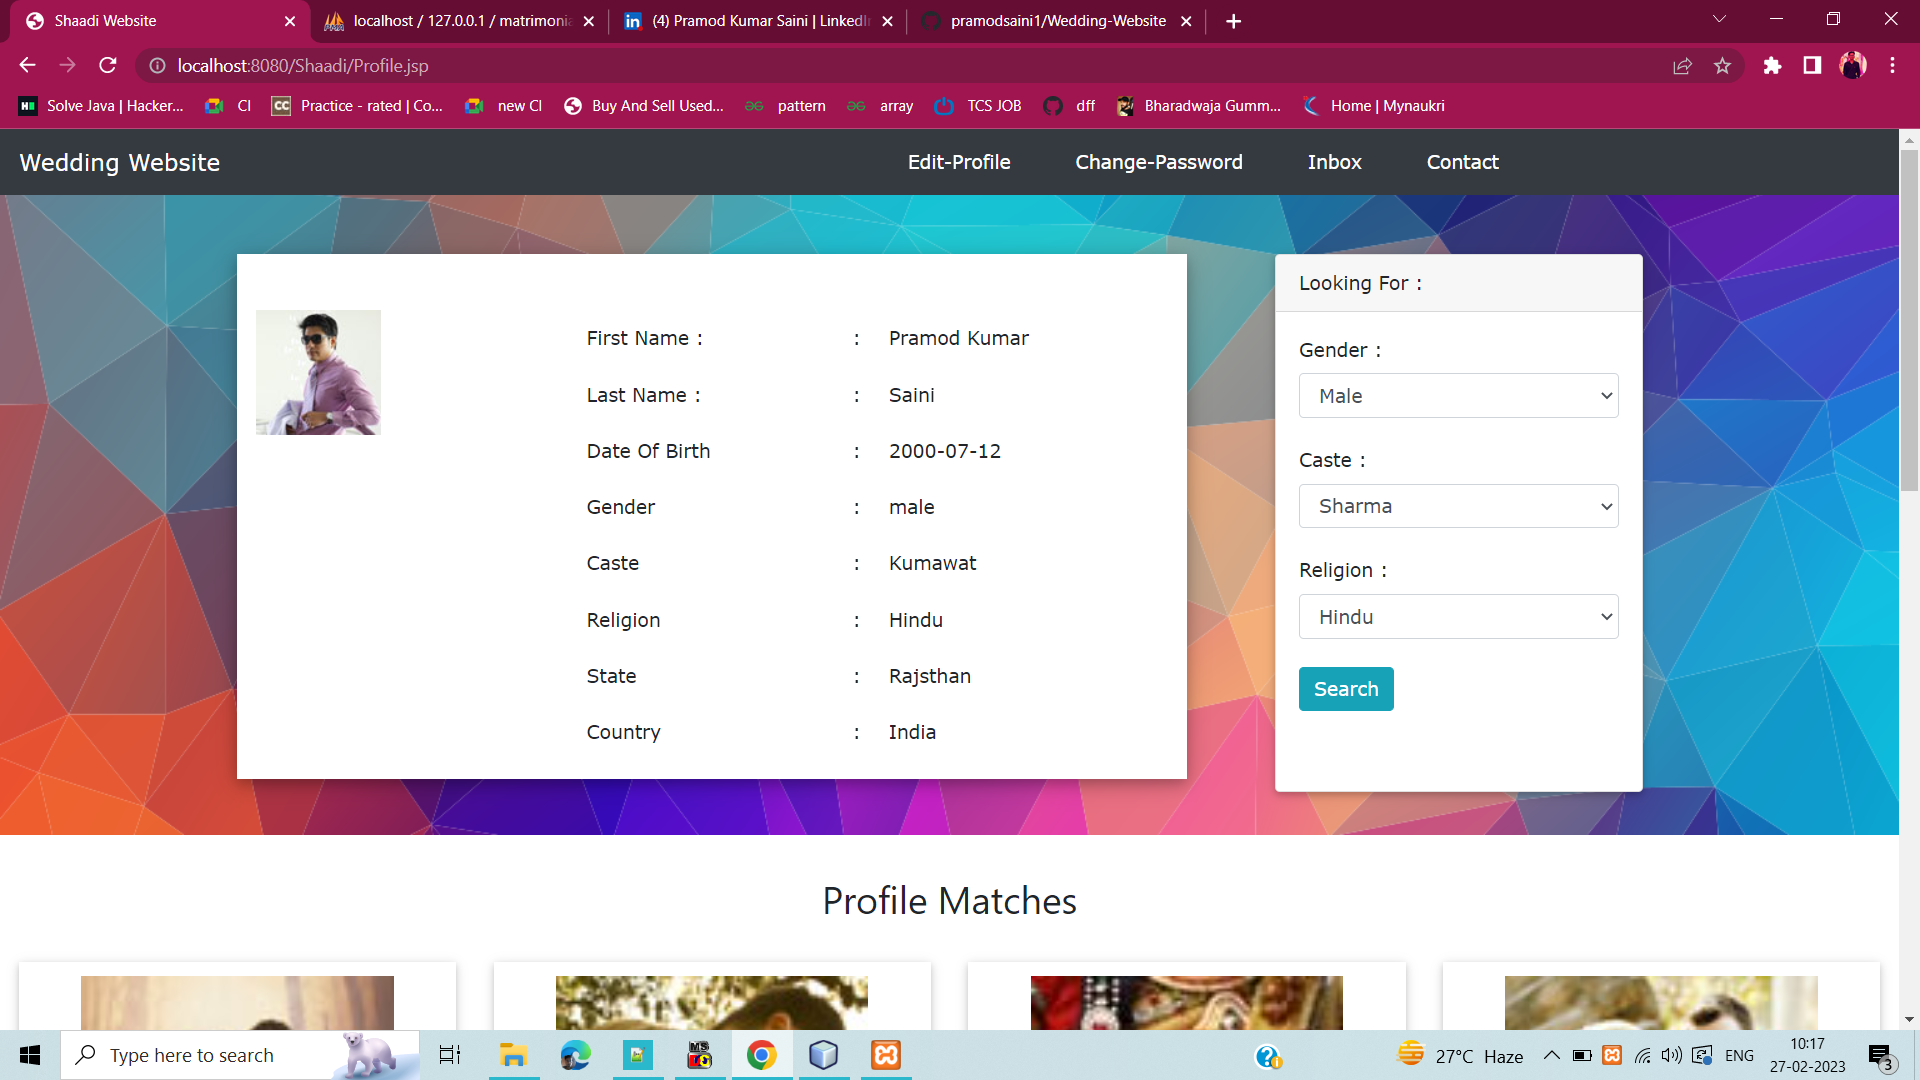 Shaadi Website
localhost / 127.0.0.1 / matrimonia
(4) Pramod Kumar Saini | LinkedIn
pramodsaini1/Wedding-Website
localhost:8080/Shaadi/Profile.jsp
Solve Java | Hacker...
CI
Practice - rated | Co...
new CI
Buy And Sell Used...
pattern
array
TCS JOB
dff
Bharadwaja Gumm...
Home | Mynaukri
Wedding Website
Edit-Profile
Change-Password
Inbox
Contact
First Name : : Pramod Kumar
Last Name : : Saini
Date Of Birth : 2000-07-12
Gender : male
Caste : Kumawat
Religion : Hindu
State : Rajsthan
Country : India
Looking For :
Gender :
Male
Caste :
Sharma
Religion :
Hindu
Search
Profile Matches
Type here to search
27°C Haze
ENG
10:17
27-02-2023
3